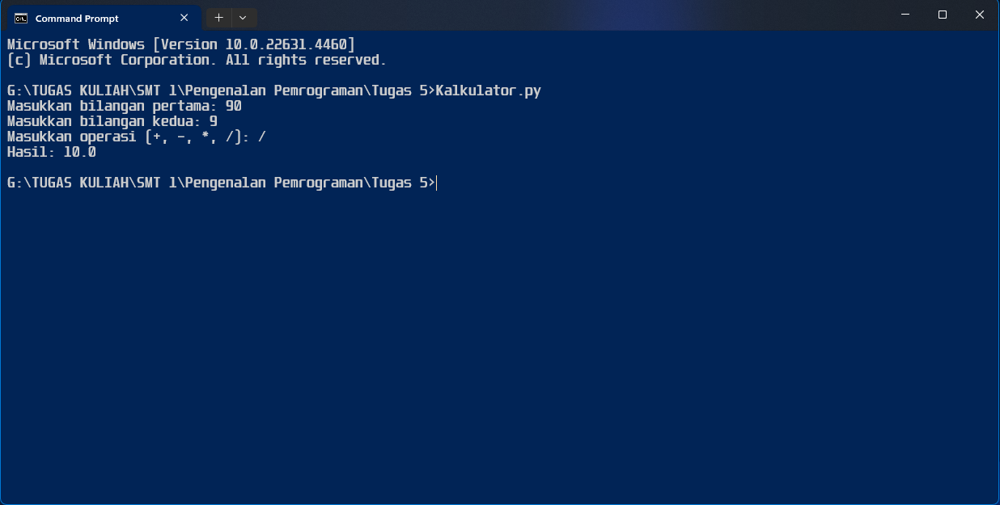 Command Prompt
Microsoft Windows [Version 10.0.22631.4460]
(c) Microsoft Corporation. All rights reserved.
G:\TUGAS KULIAH\SMT 1\Pengenalan Pemrograman\Tugas 5>Kalkulator.py
Masukkan bilangan pertama: 90
Masukkan bilangan kedua: 9
Masukkan operasi (+, -, *, /): /
Hasil: 10.0
G:\TUGAS KULIAH\SMT 1\Pengenalan Pemrograman\Tugas 5>